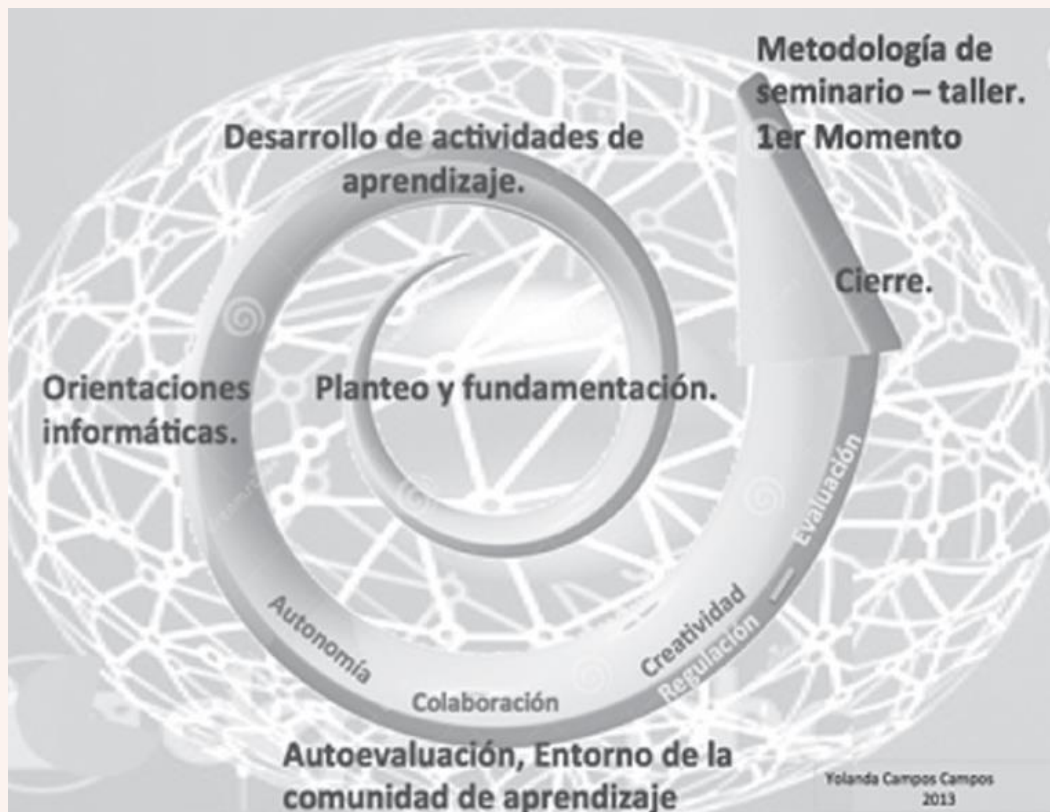 Metodología de
seminario – taller.
1er Momento
Desarrollo de actividades de
aprendizaje.
Cierre.
Orientaciones
informáticas.
Planteo y fundamentación.
Autonomía
Colaboración
Creatividad
Regulación — Evaluación
Autoevaluación, Entorno de la
comunidad de aprendizaje
Yolanda Campos Campos
2013